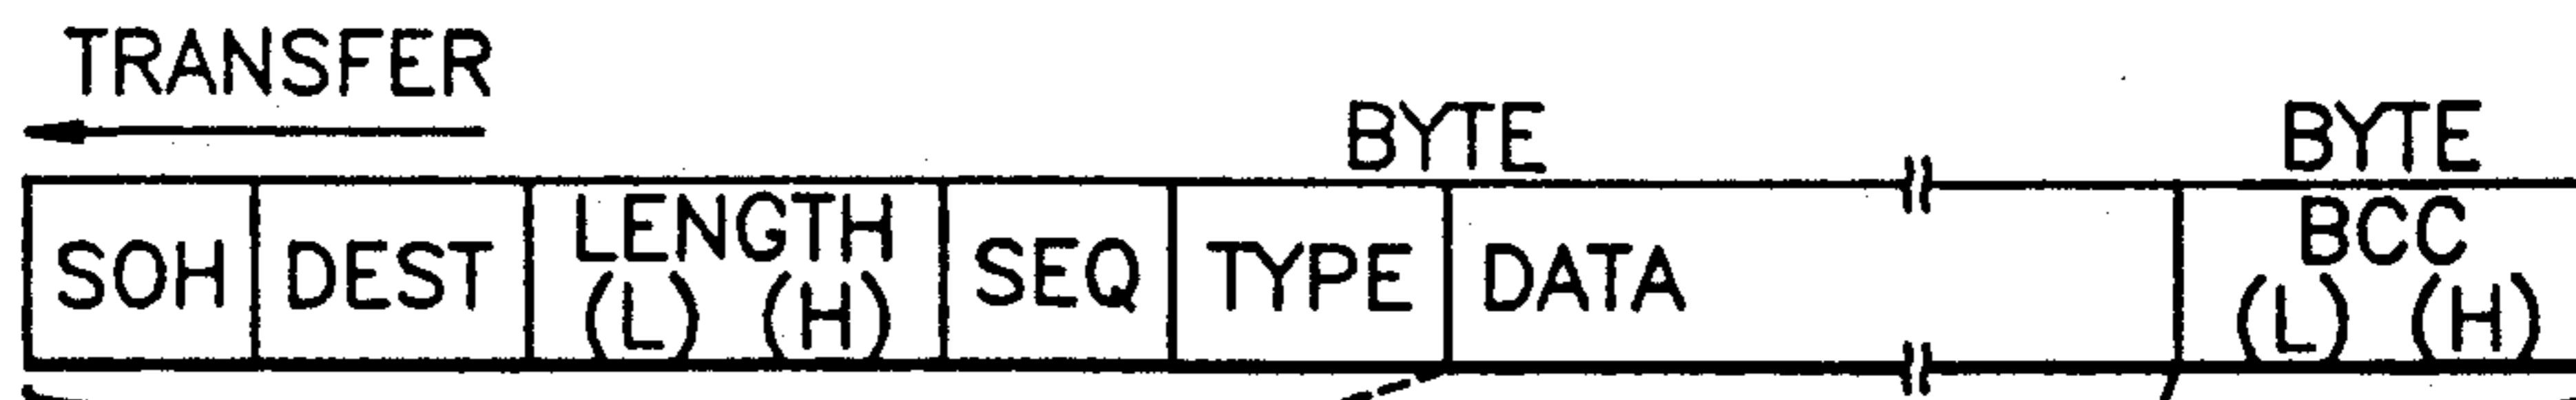 TRANSFER
BYTE BYTE
SOH DEST LENGTH SEQ TYPE DATA BCC
(L) (H) (L) (H)